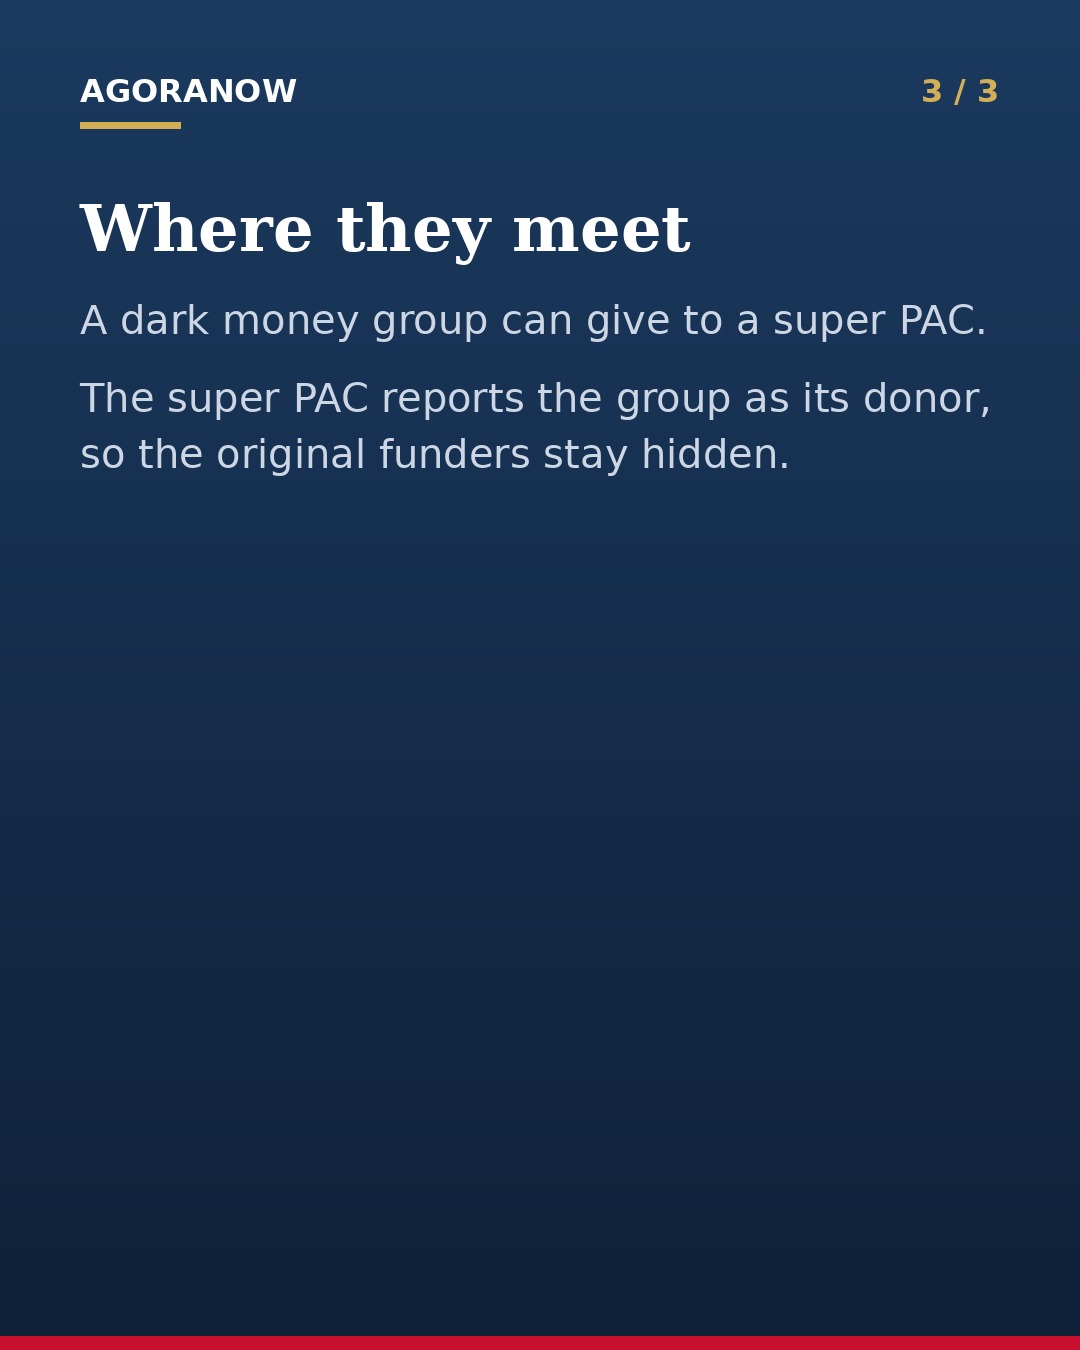 AGORANOW
3 / 3
Where they meet
A dark money group can give to a super PAC.
The super PAC reports the group as its donor,
so the original funders stay hidden.